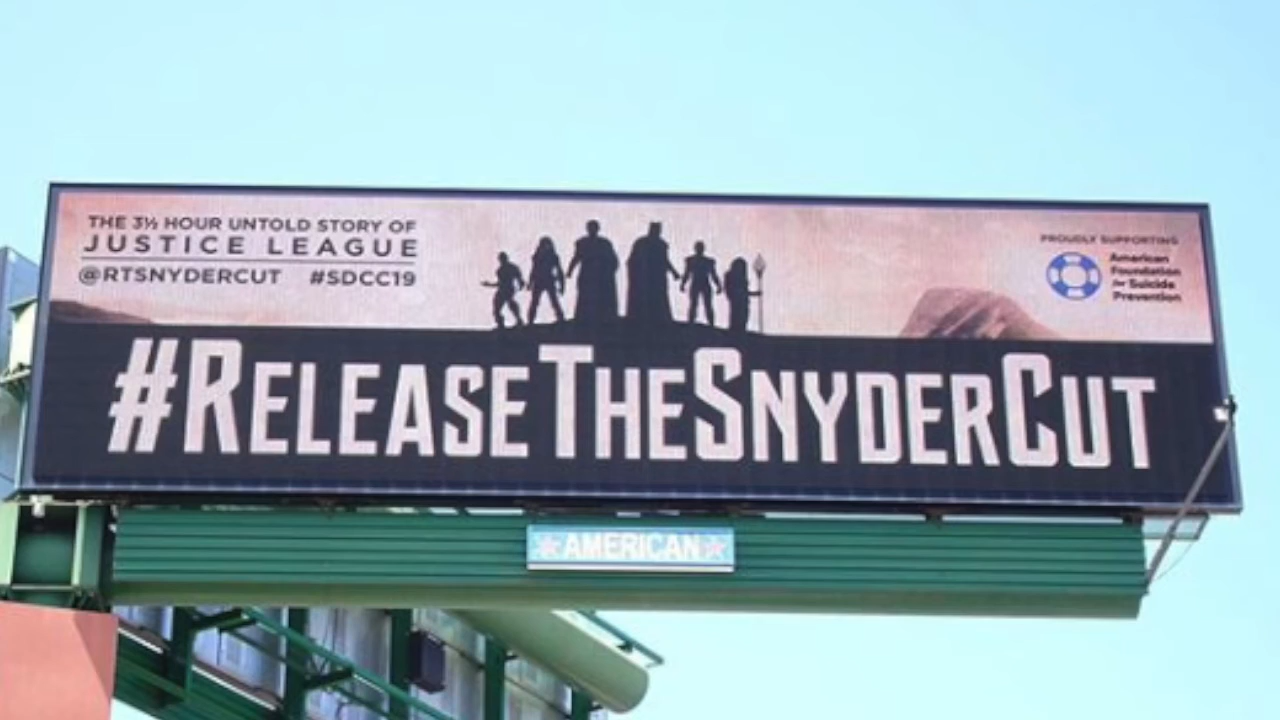 THE 3½ HOUR UNTOLD STORY OF
JUSTICE LEAGUE
@RTSNYDERCUT #SDCC19
PROUDLY SUPPORTING
American
Foundation
for Suicide
Prevention
#RELEASETHESNYDERCUT
AMERICAN